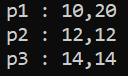 p1 : 10,20
p2 : 12,12
p3 : 14,14